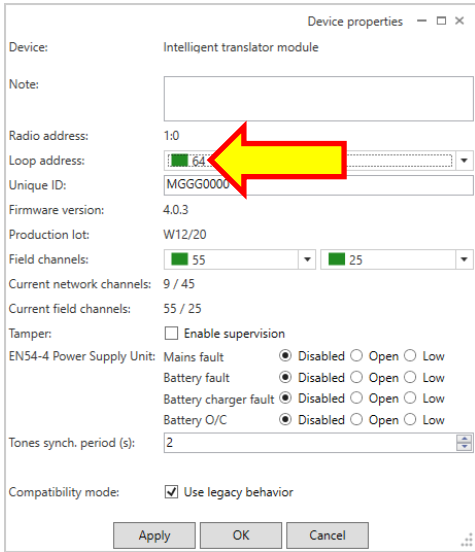 Device properties
Device: Intelligent translator module
Note:
Radio address: 1:0
Loop address: 64
Unique ID: MGGG0000
Firmware version: 4.0.3
Production lot: W12/20
Field channels: 55 25
Current network channels: 9 / 45
Current field channels: 55 / 25
Tamper: Enable supervision
EN54-4 Power Supply Unit: Mains fault Disabled Open Low
Battery fault Disabled Open Low
Battery charger fault Disabled Open Low
Battery O/C Disabled Open Low
Tones synch. period (s): 2
Compatibility mode: Use legacy behavior
Apply OK Cancel